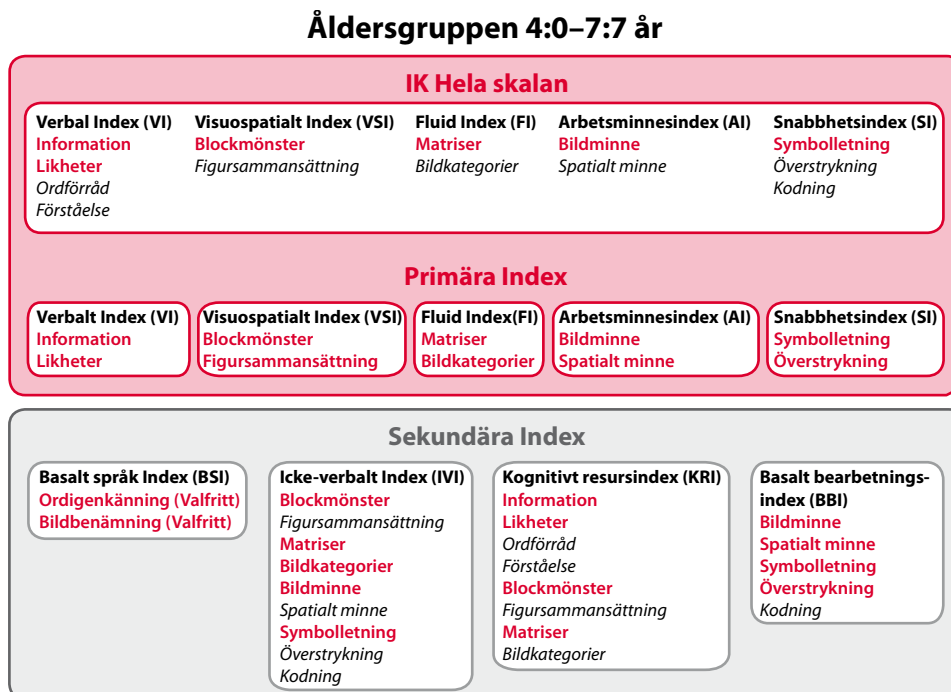 Åldersgruppen 4:0–7:7 år
IK Hela skalan
Verbal Index (VI)
Information
Likheter
Ordförråd
Förståelse
Visuospatialt Index (VSI)
Blockmönster
Figursammansättning
Fluid Index (FI)
Matriser
Bildkategorier
Arbetsminnesindex (AI)
Bildminne
Spatialt minne
Snabbhetsindex (SI)
Symbolletning
Överstrykning
Kodning
Primära Index
Verbalt Index (VI)
Information
Likheter
Visuospatialt Index (VSI)
Blockmönster
Figursammansättning
Fluid Index(FI)
Matriser
Bildkategorier
Arbetsminnesindex (AI)
Bildminne
Spatialt minne
Snabbhetsindex (SI)
Symbolletning
Överstrykning
Sekundära Index
Basalt språk Index (BSI)
Ordigenkänning (Valfritt)
Bildbenämning (Valfritt)
Icke-verbalt Index (IVI)
Blockmönster
Figursammansättning
Matriser
Bildkategorier
Bildminne
Spatialt minne
Symbolletning
Överstrykning
Kodning
Kognitivt resursindex (KRI)
Information
Likheter
Ordförråd
Förståelse
Blockmönster
Figursammansättning
Matriser
Bildkategorier
Basalt bearbetnings-
index (BBI)
Bildminne
Spatialt minne
Symbolletning
Överstrykning
Kodning